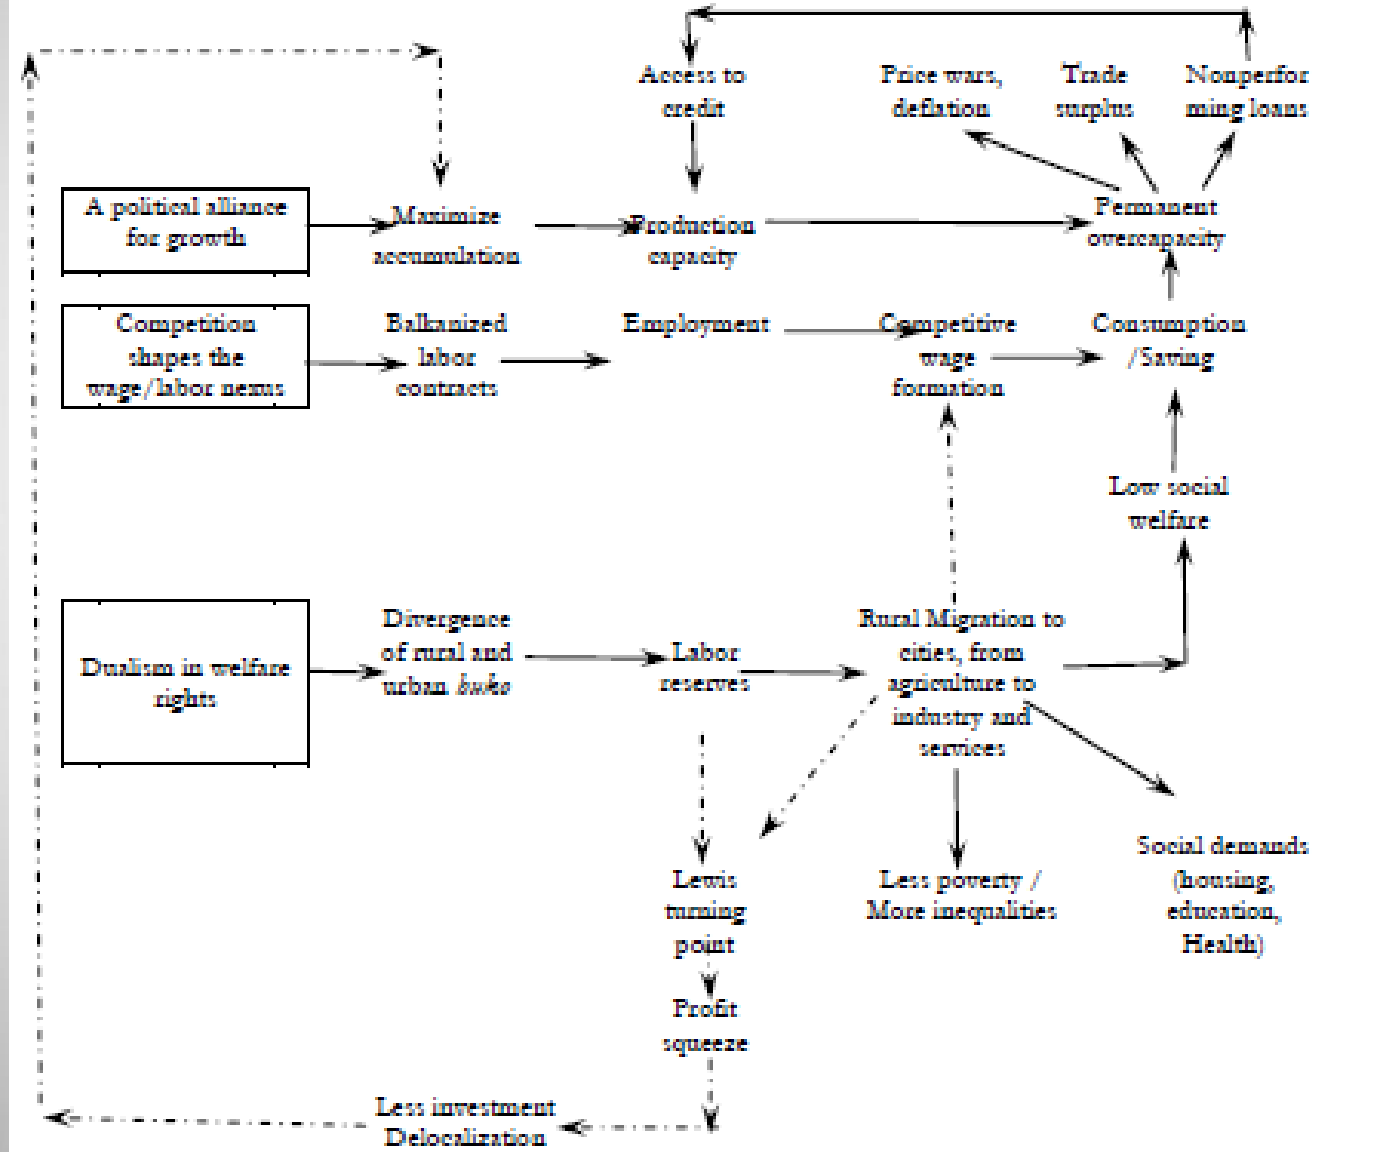 Access to
credit
Price wars,
deflation
Trade
surplus
Nonperfor
ming loans
A political alliance
for growth
Maximize
accumulation
Production
capacity
Permanent
overcapacity
Competition
shapes the
wage/labor nexus
Balkanized
labor
contracts
Employment
Competitive
wage
formation
Consumption
/Saving
Low social
welfare
Dualism in welfare
rights
Divergence
of rural and
urban
Labor
reserves
Rural Migration to
cities, from
agriculture to
industry and
services
Lewis
turning
point
Less poverty /
More inequalities
Social demands
(housing,
education,
Health)
Profit
squeeze
Less investment
Delocalization